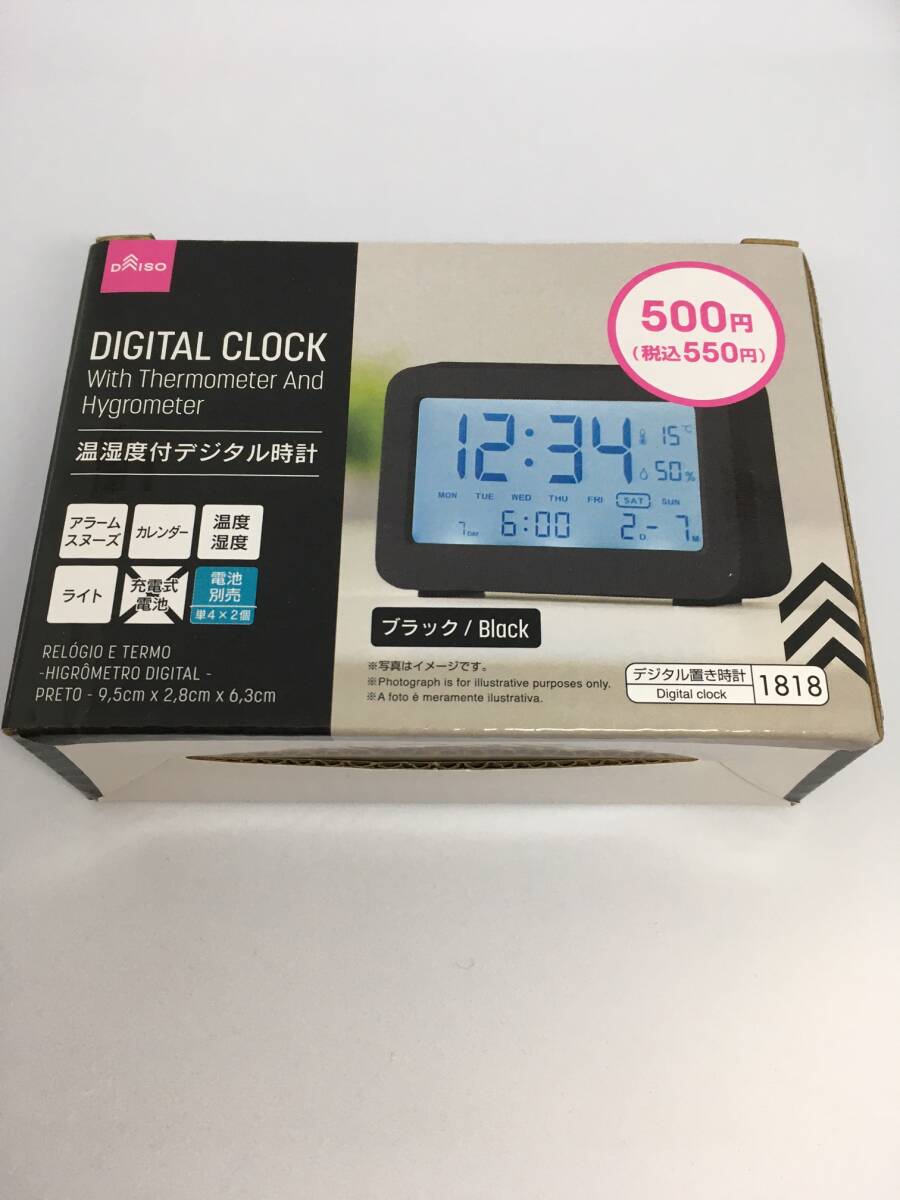 DAISO
DIGITAL CLOCK
With Thermometer And
Hygrometer
温湿度付デジタル時計
アラーム
スヌーズ
カレンダー
温度
湿度
ライト
充電式
電池
電池
別売
単4×2個
RELÓGIO E TERMO
-HIGRÔMETRO DIGITAL -
PRETO - 9,5cm x 2,8cm x 6,3cm
500円
(税込550円)
12:34
15℃
50%
MON TUE WED THU FRI SAT SUN
7DAY 6:00 2D.- 7M.
ブラック / Black
※写真はイメージです。
※Photograph is for illustrative purposes only.
※A foto é meramente ilustrativa.
デジタル置き時計
Digital clock
1818